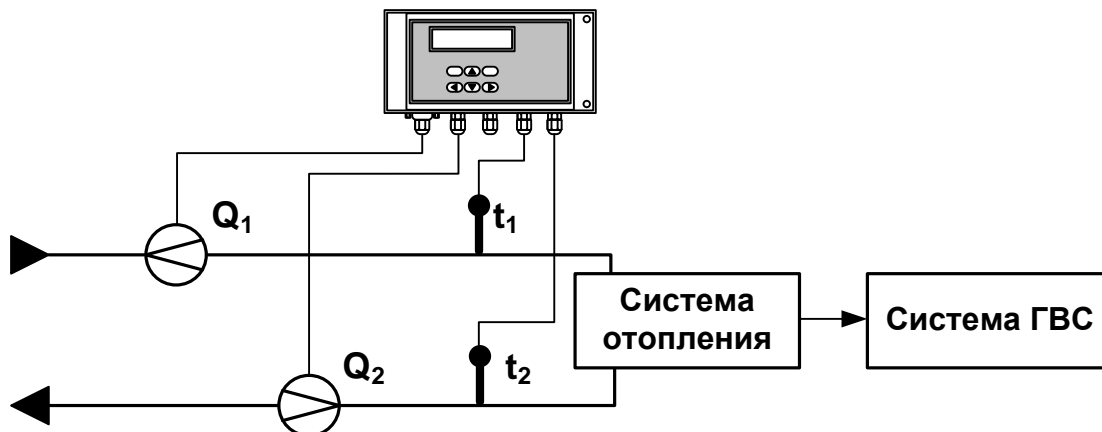 Q₁
t₁
Система
отопления
Система ГВС
Q₂
t₂